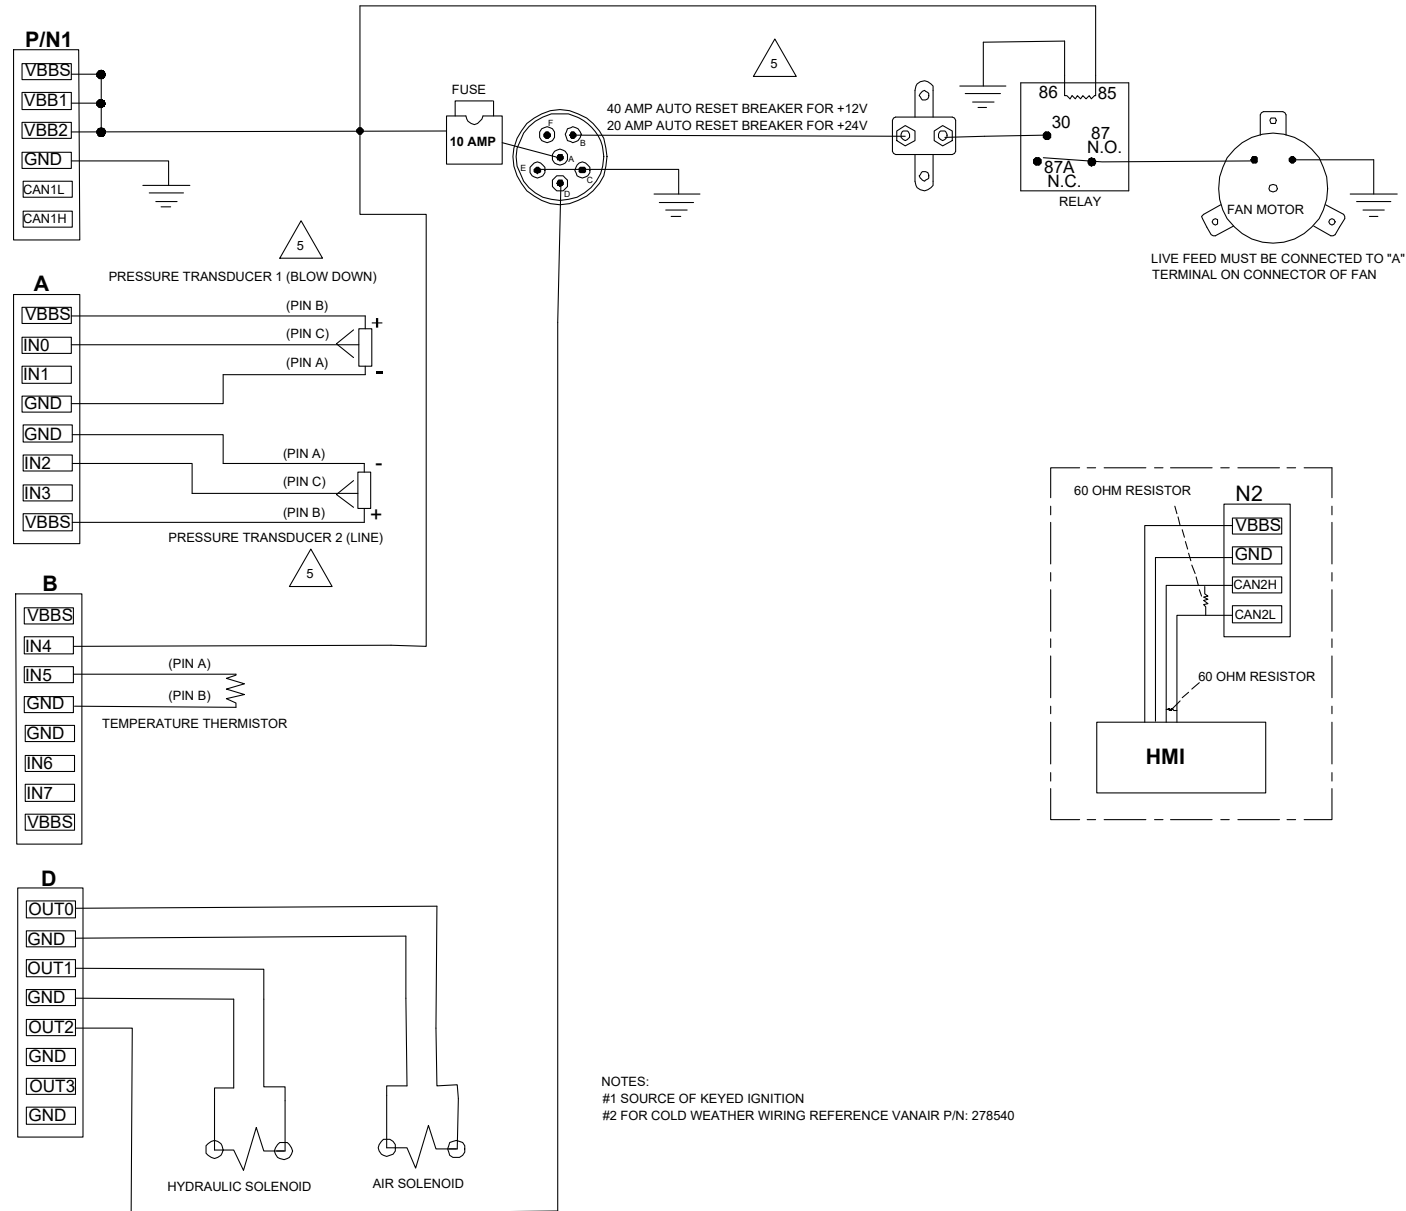 P/N1
VBBS
VBB1
VBB2
GND
CAN1L
CAN1H
FUSE
10 AMP
F
B
A
E
C
D
5
40 AMP AUTO RESET BREAKER FOR +12V
20 AMP AUTO RESET BREAKER FOR +24V
86
85
30
87
N.O.
87A
N.C.
RELAY
FAN MOTOR
LIVE FEED MUST BE CONNECTED TO "A"
TERMINAL ON CONNECTOR OF FAN
5
PRESSURE TRANSDUCER 1 (BLOW DOWN)
A
VBBS
IN0
IN1
GND
GND
IN2
IN3
VBBS
(PIN B)
+
(PIN C)
(PIN A)
-
(PIN A)
-
(PIN C)
(PIN B)
+
PRESSURE TRANSDUCER 2 (LINE)
5
B
VBBS
IN4
IN5
GND
GND
IN6
IN7
VBBS
(PIN A)
(PIN B)
TEMPERATURE THERMISTOR
60 OHM RESISTOR
N2
VBBS
GND
CAN2H
CAN2L
60 OHM RESISTOR
HMI
D
OUT0
GND
OUT1
GND
OUT2
GND
OUT3
GND
HYDRAULIC SOLENOID
AIR SOLENOID
NOTES:
#1 SOURCE OF KEYED IGNITION
#2 FOR COLD WEATHER WIRING REFERENCE VANAIR P/N: 278540